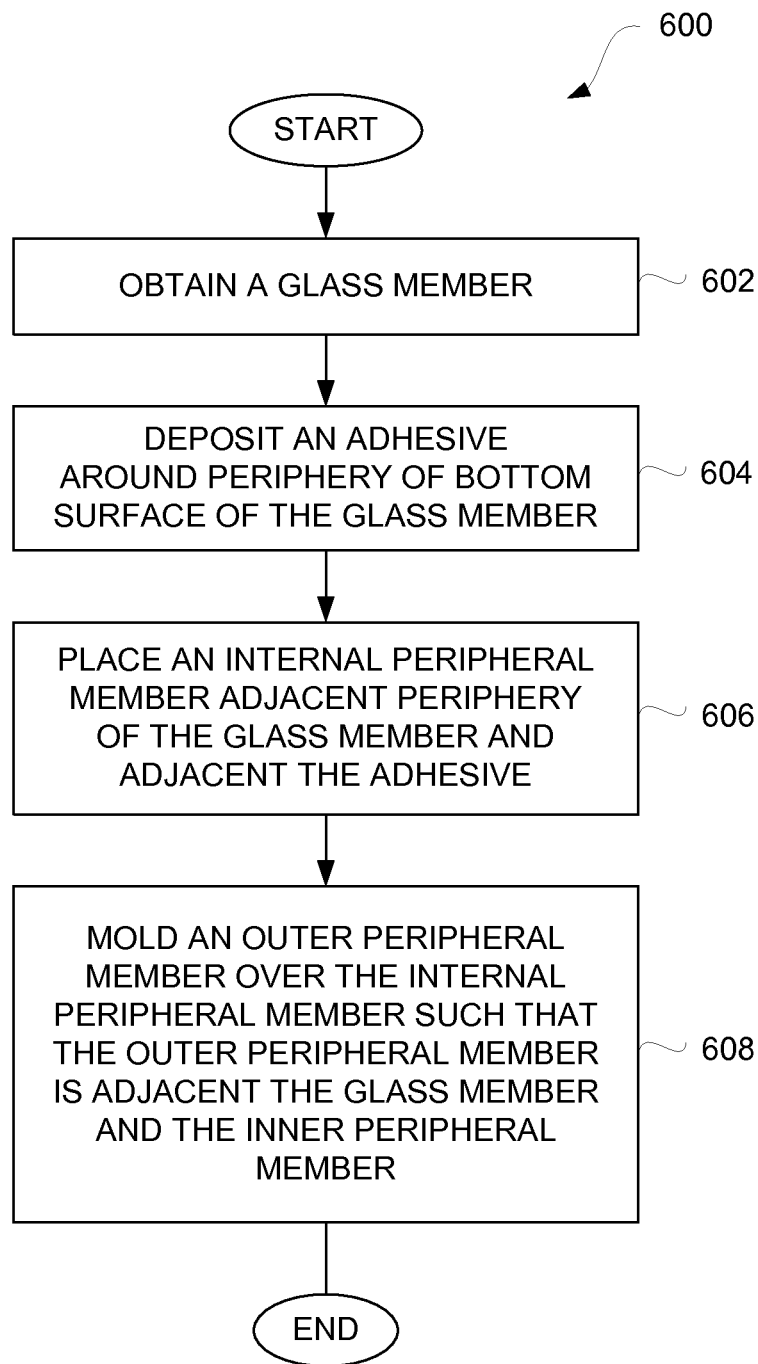 600
START
OBTAIN A GLASS MEMBER
602
DEPOSIT AN ADHESIVE
AROUND PERIPHERY OF BOTTOM
SURFACE OF THE GLASS MEMBER
604
PLACE AN INTERNAL PERIPHERAL
MEMBER ADJACENT PERIPHERY
OF THE GLASS MEMBER AND
ADJACENT THE ADHESIVE
606
MOLD AN OUTER PERIPHERAL
MEMBER OVER THE INTERNAL
PERIPHERAL MEMBER SUCH THAT
THE OUTER PERIPHERAL MEMBER
IS ADJACENT THE GLASS MEMBER
AND THE INNER PERIPHERAL
MEMBER
608
END